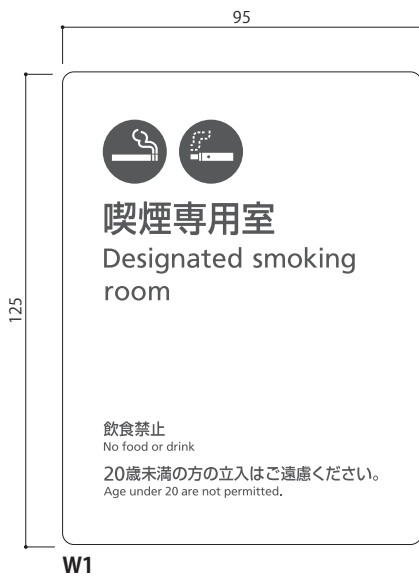 95
125
喫煙専用室
Designated smoking
room
飲食禁止
No food or drink
20歳未満の方の立入はご遠慮ください。
Age under 20 are not permitted.
W1